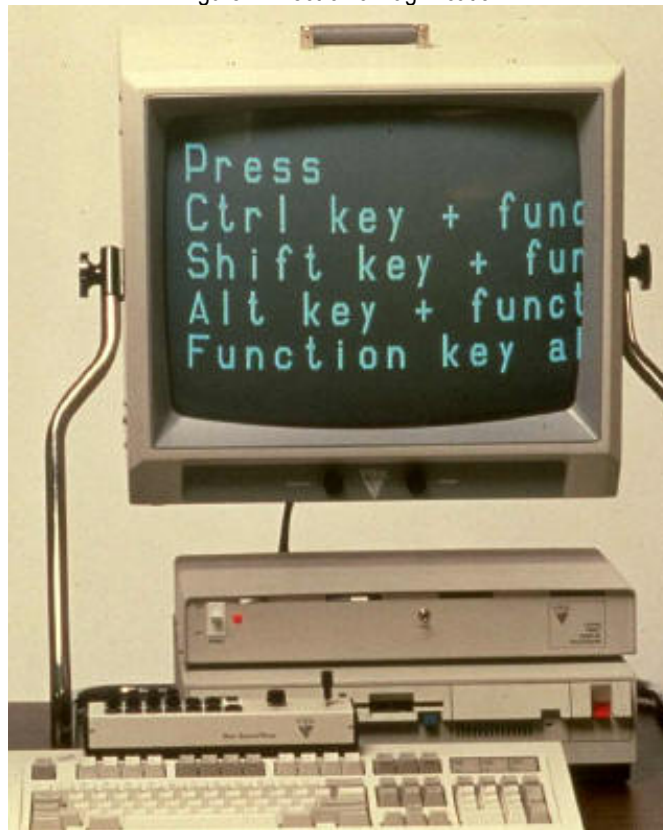 Press
Ctrl key + func
Shift key + fun
Alt key + funct
Function key al